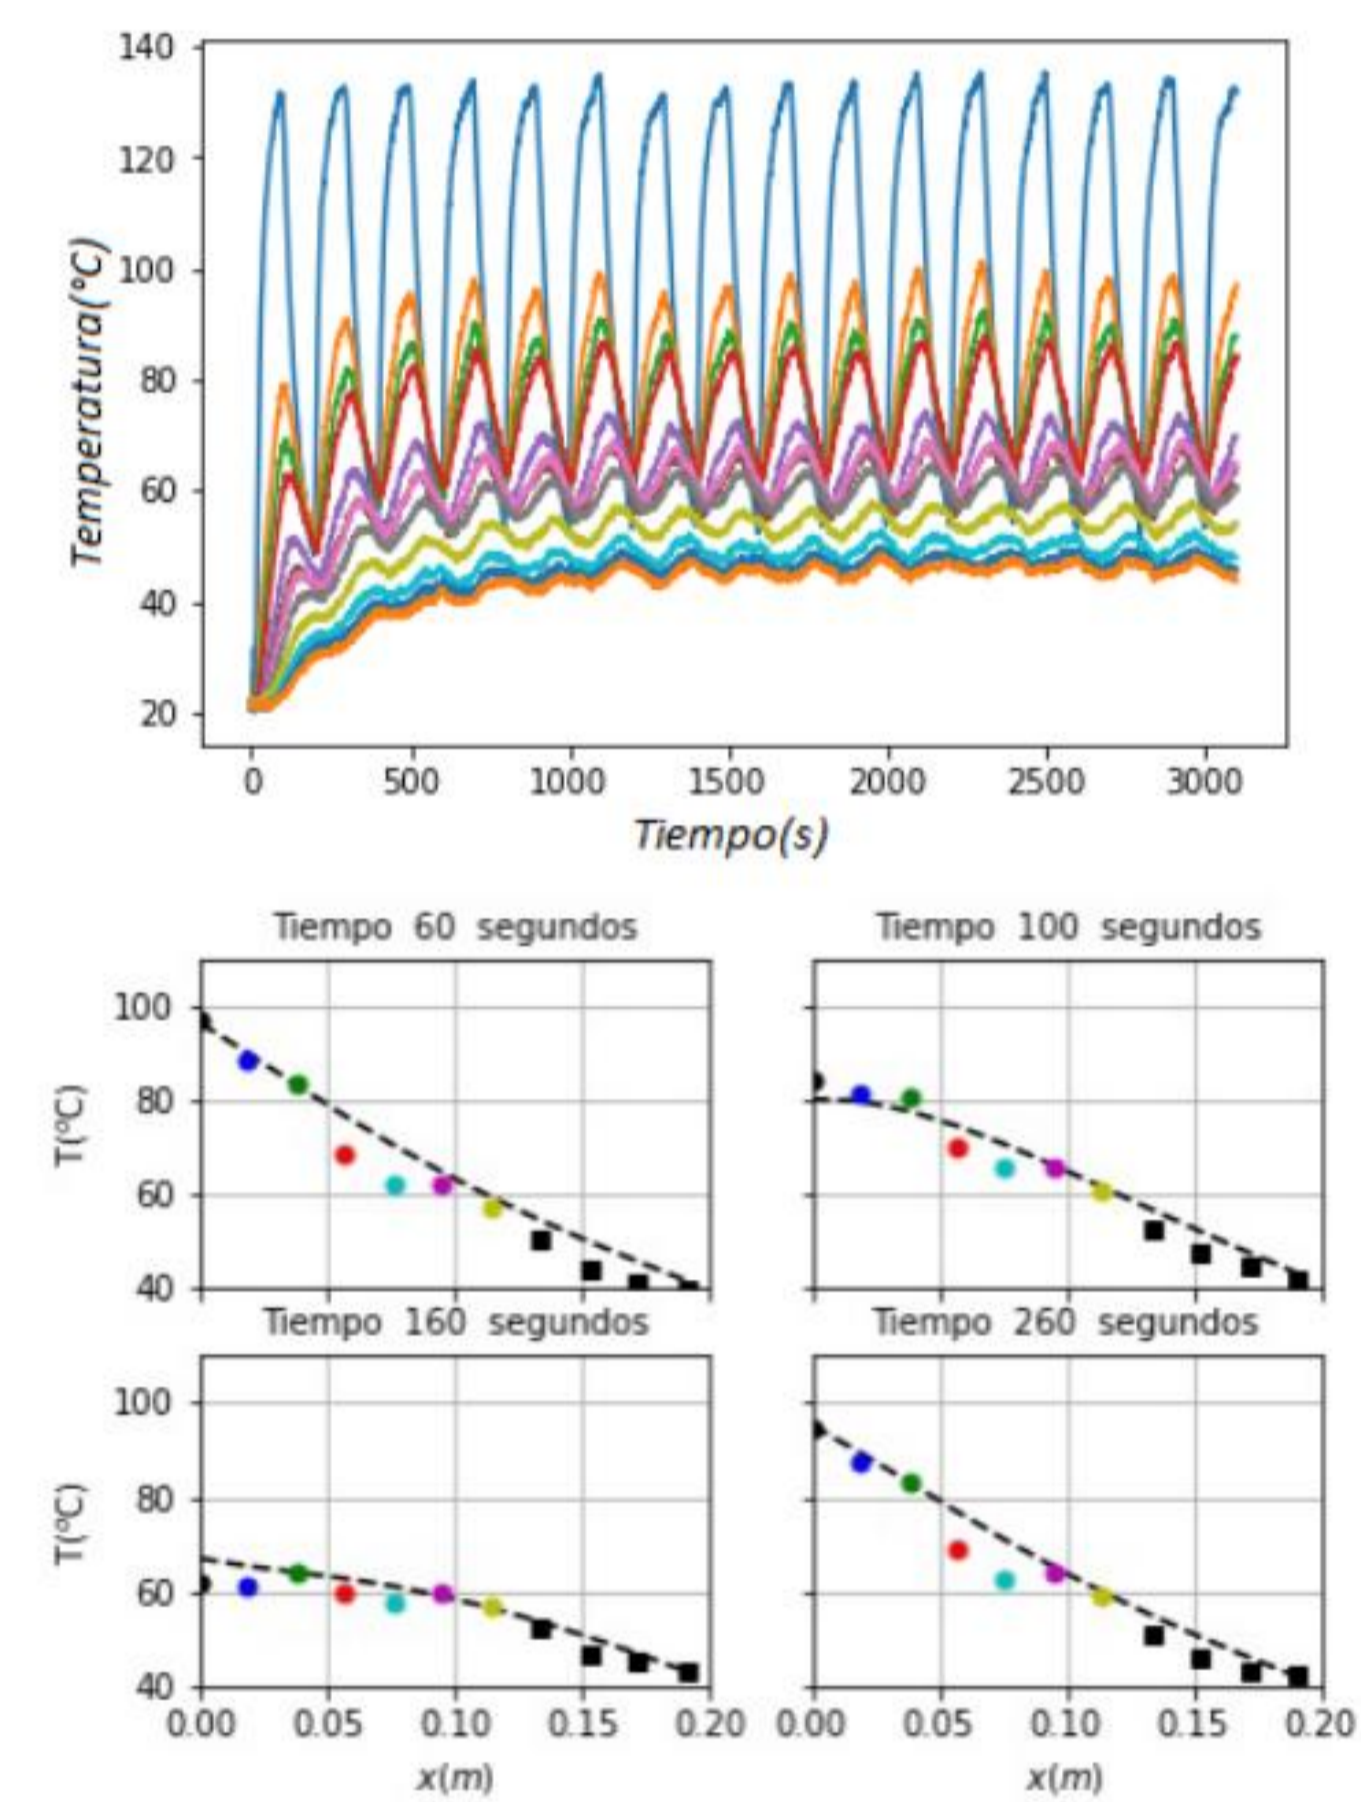 140
120
100
80
60
40
20
Temperatura(°C)
0 500 1000 1500 2000 2500 3000
Tiempo(s)
Tiempo 60 segundos
Tiempo 100 segundos
100
80
60
40
T(°C)
Tiempo 160 segundos
Tiempo 260 segundos
100
80
60
40
T(°C)
0.00 0.05 0.10 0.15 0.20
0.00 0.05 0.10 0.15 0.20
x(m)
x(m)